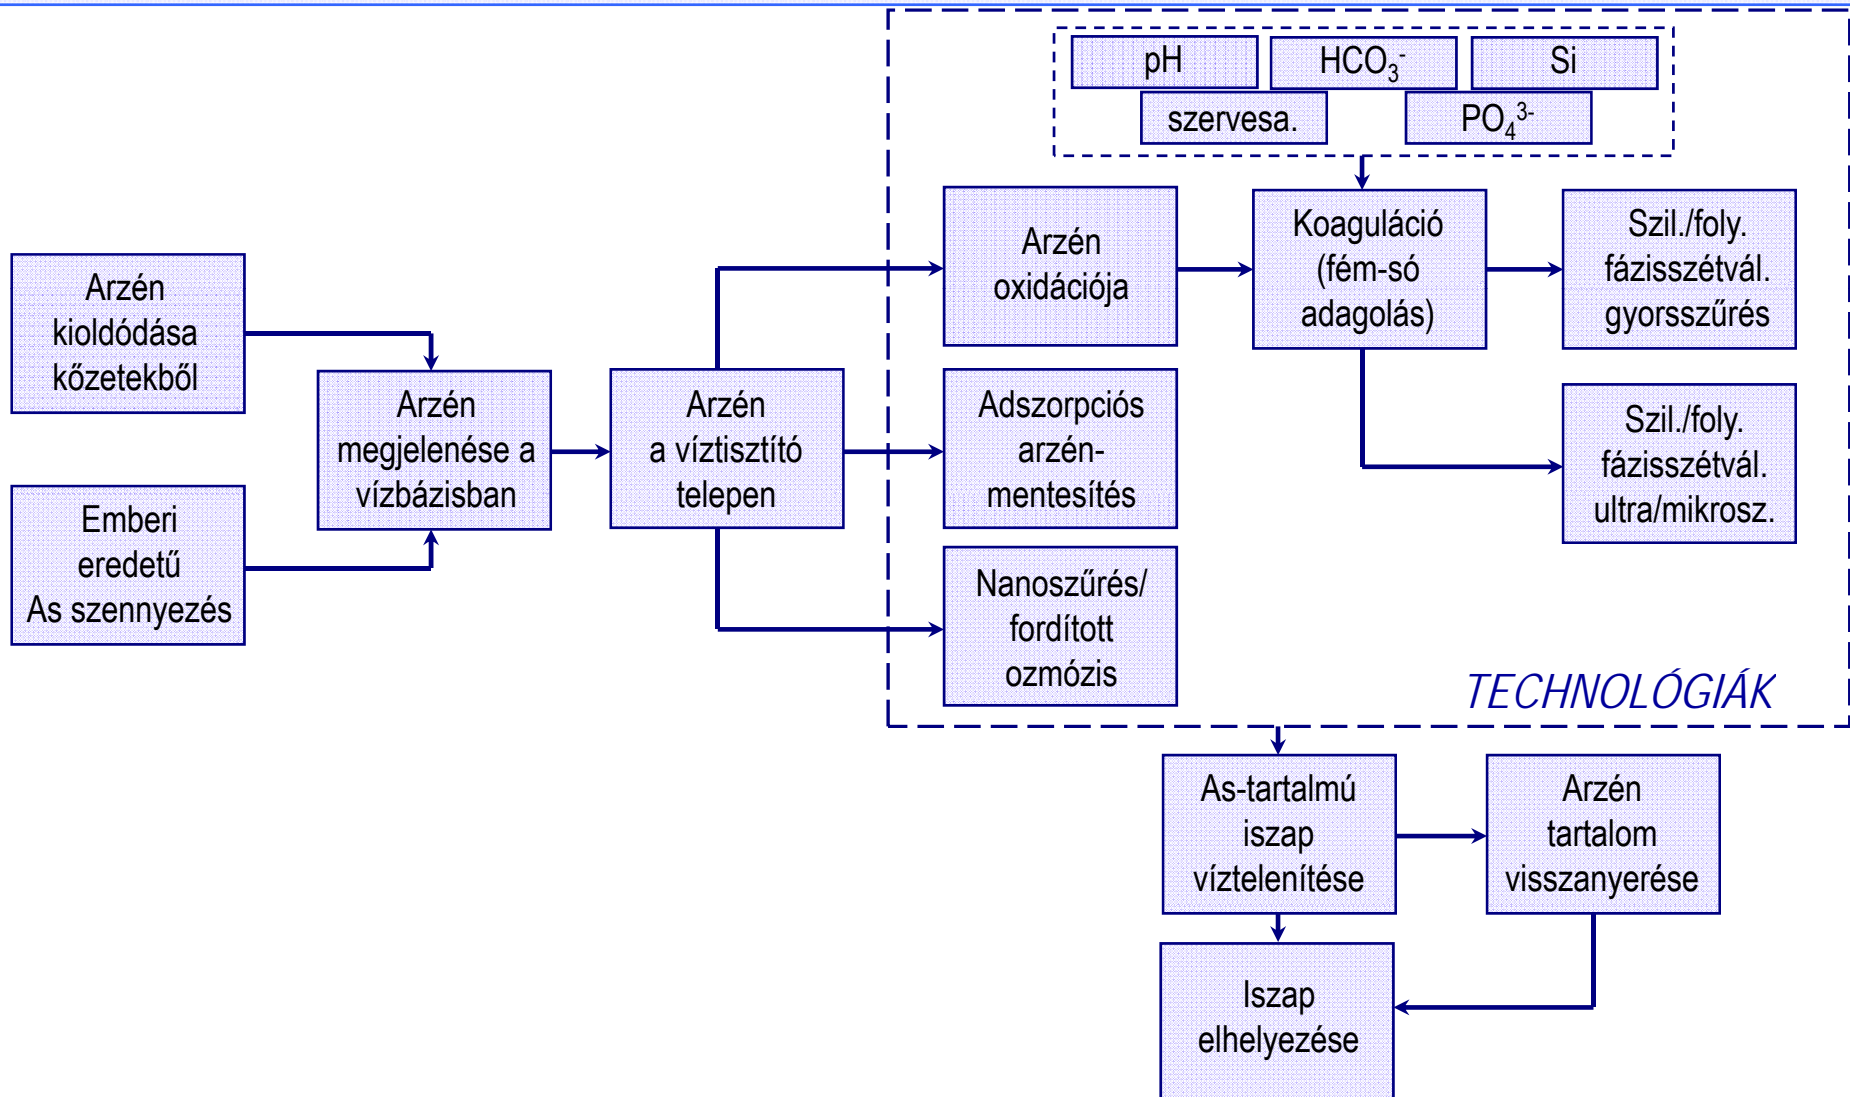 pH
HCO₃⁻
Si
szervesa.
PO₄³⁻
Arzén
kioldódása
kőzetekből
Emberi
eredetű
As szennyezés
Arzén
megjelenése a
vízbázisban
Arzén
a víztisztító
telepen
Arzén
oxidációja
Koaguláció
(fém-só
adagolás)
Szil./foly.
fázisszétvál.
gyorsszűrés
Adszorpciós
arzén-
mentesítés
Szil./foly.
fázisszétvál.
ultra/mikrosz.
Nanoszűrés/
fordított
ozmózis
TECHNOLÓGIÁK
As-tartalmú
iszap
víztelenítése
Arzén
tartalom
visszanyerése
Iszap
elhelyezése